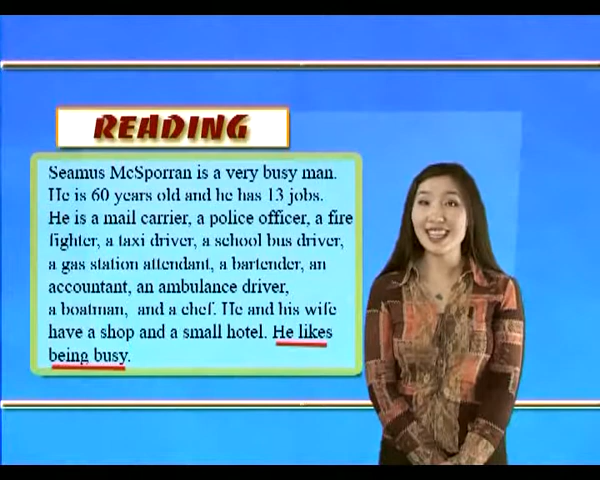 READING
Seamus McSporran is a very busy man.
He is 60 years old and he has 13 jobs.
He is a mail carrier, a police officer, a fire
fighter, a taxi driver, a school bus driver,
a gas station attendant, a bartender, an
accountant, an ambulance driver,
a boatman, and a chef. He and his wife
have a shop and a small hotel. He likes
being busy.